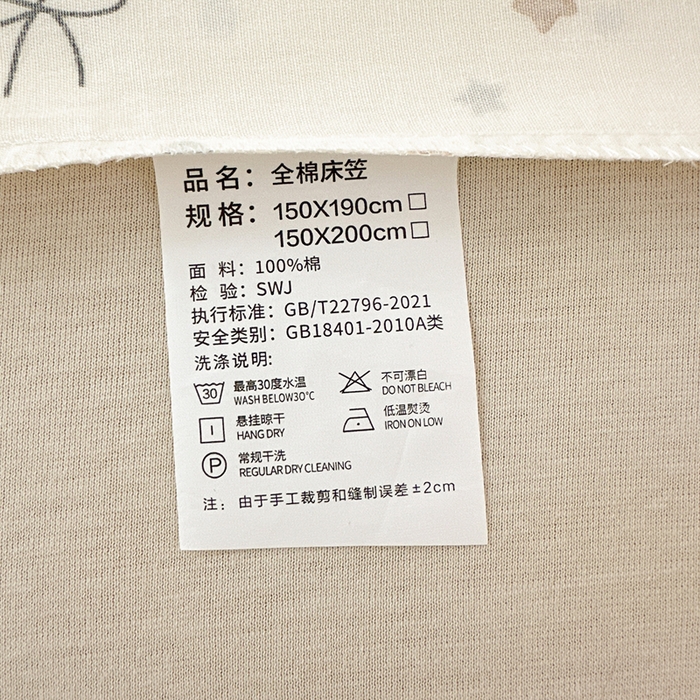 品名：全棉床笠
规格：150X190cm☐
150X200cm☐
面料：100%棉
检验：SWJ
执行标准：GB/T22796-2021
安全类别：GB18401-2010A类
洗涤说明:
30 最高30度水温 不可漂白
WASH BELOW30℃ DO NOT BLEACH
悬挂晾干 低温熨烫
HANG DRY IRON ON LOW
P 常规干洗
REGULAR DRY CLEANING
注：由于手工裁剪和缝制误差±2cm